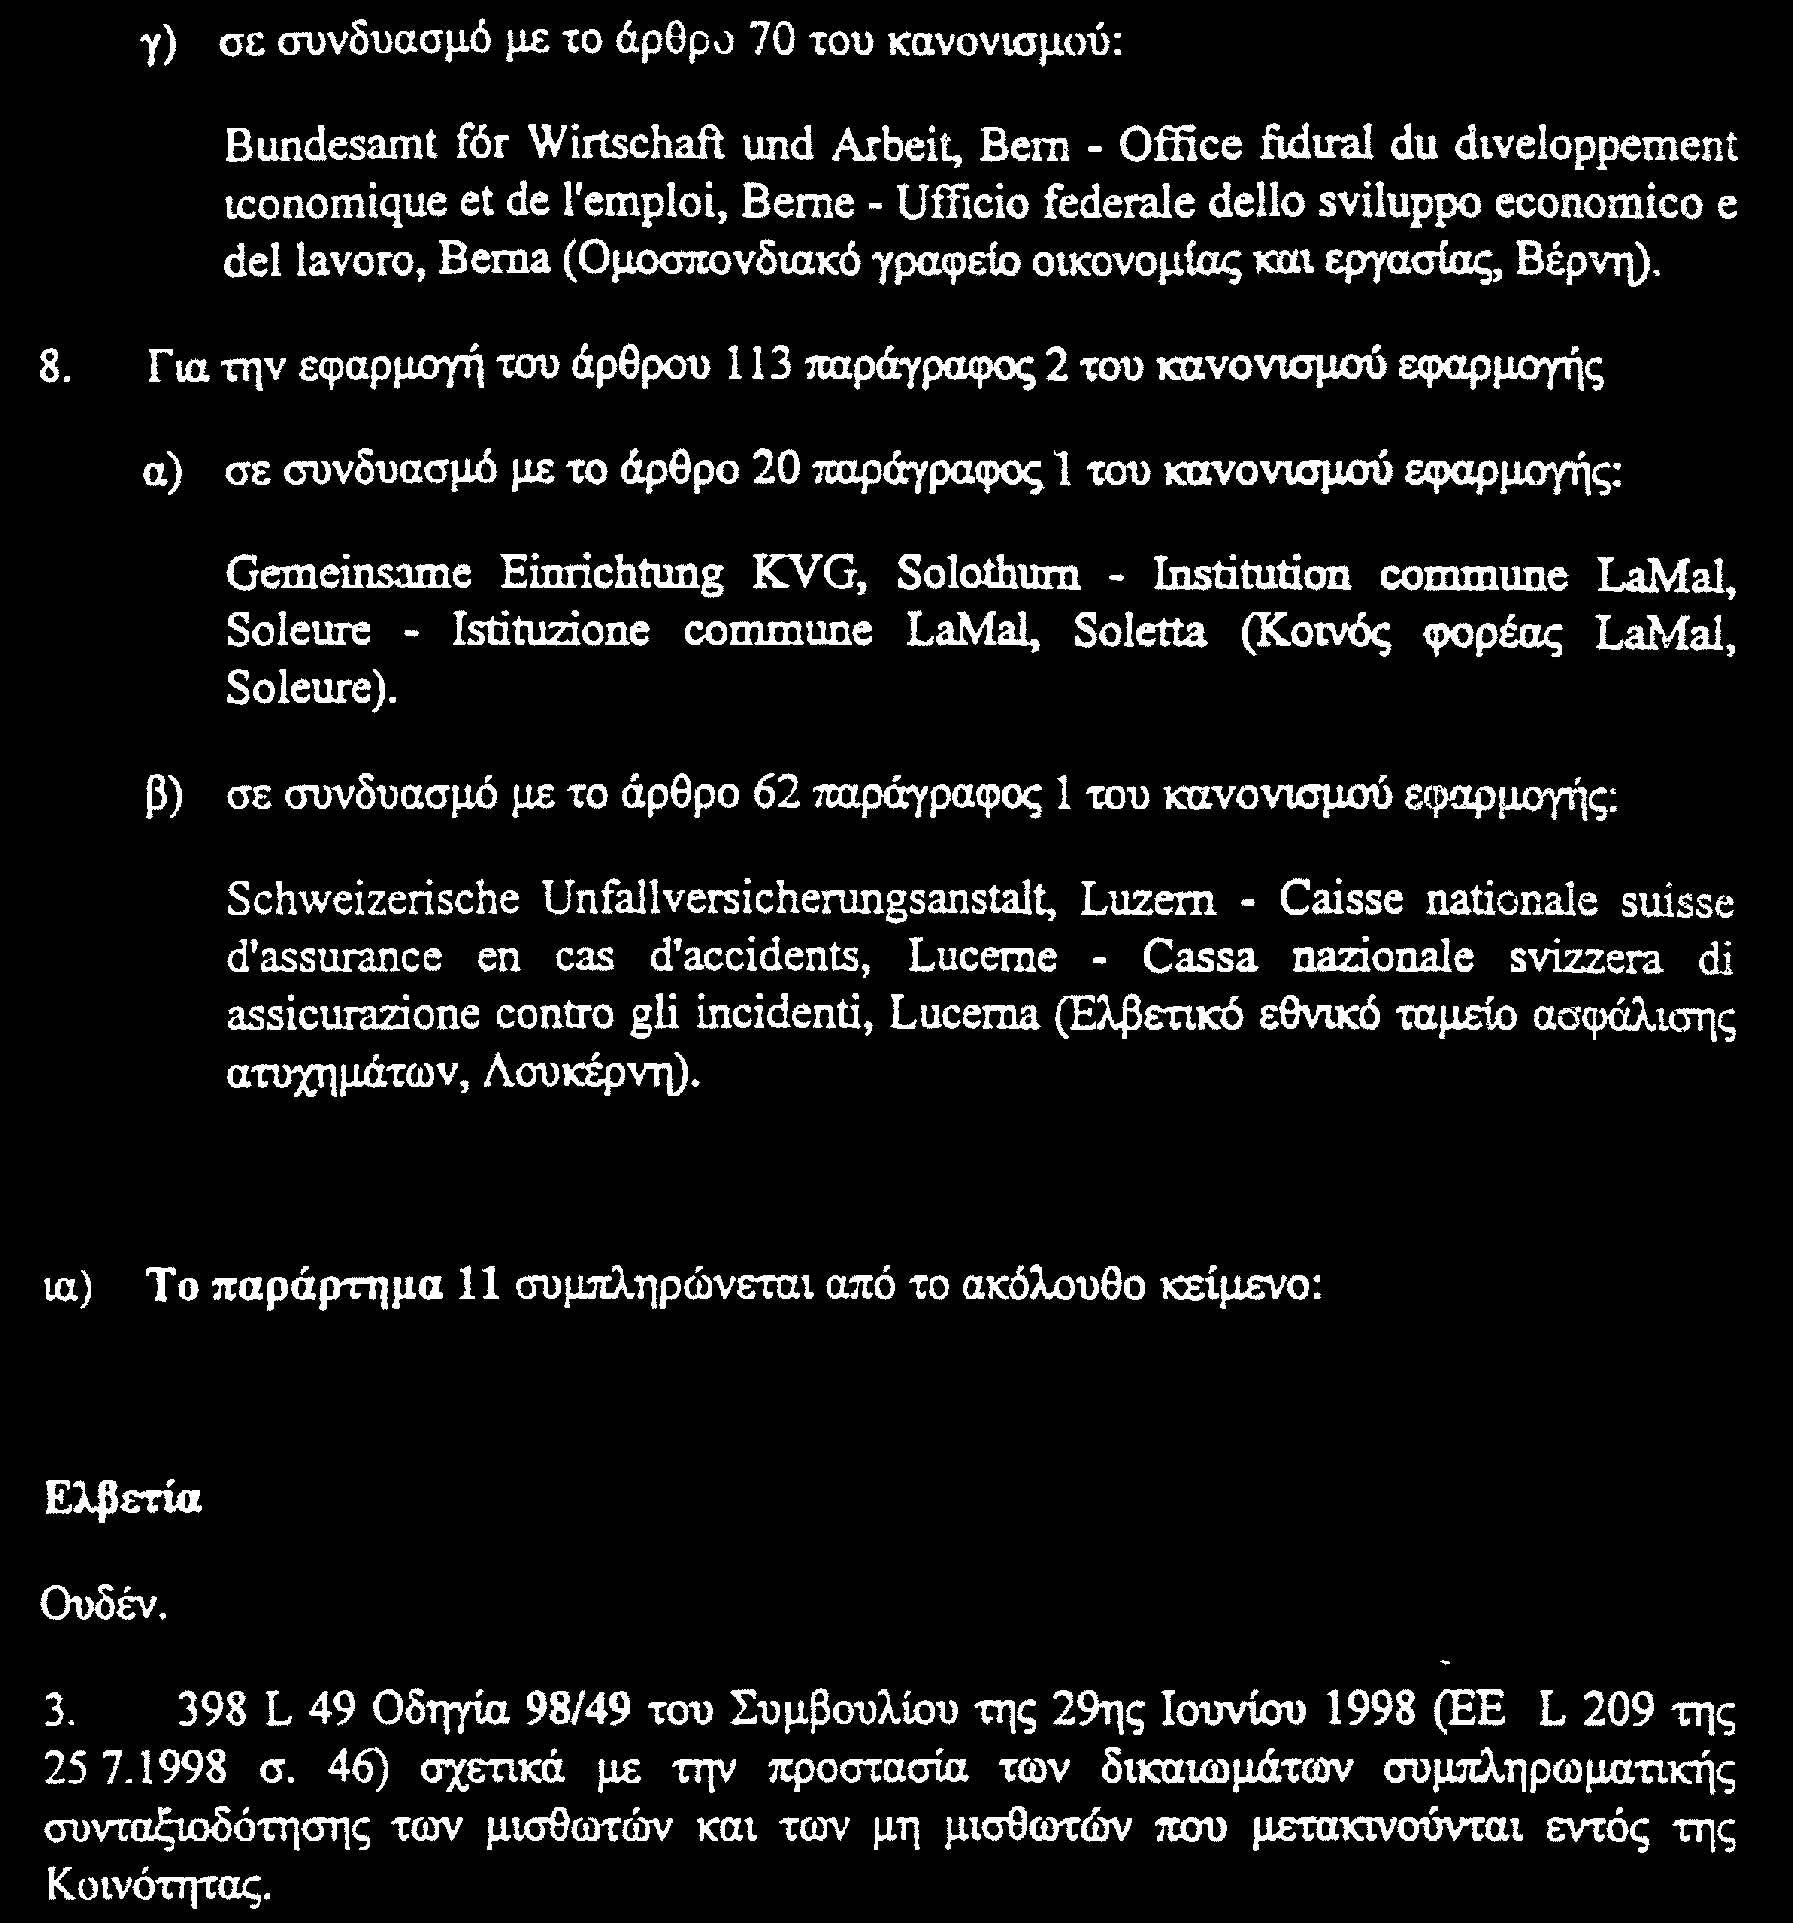 γ) σε συνδυασμό με το άρθρο 70 του κανονισμού:
Bundesamt fór Wirtschaft und Arbeit, Bern - Office fιdιral du dιveloppement
ιconomique et de l'emploi, Berne - Ufficio federale dello sviluppo economico e
del lavoro, Berna (Ομοσπονδιακό γραφείο οικονομίας και εργασίας, Βέρνη).
8. Για την εφαρμογή του άρθρου 113 παράγραφος 2 του κανονισμού εφαρμογής
α) σε συνδυασμό με το άρθρο 20 παράγραφος 1 του κανονισμού εφαρμογής:
Gemeinsame Einrichtung KVG, Solothurn - Institution commune LaMal,
Soleure - Istituzione commune LaMal, Soletta (Κοινός φορέας LaMal,
Soleure).
β) σε συνδυασμό με το άρθρο 62 παράγραφος 1 του κανονισμού εφαρμογής:
Schweizerische Unfallversicherungsanstalt, Luzern - Caisse nationale suisse
d'assurance en cas d'accidents, Lucerne - Cassa nazionale svizzera di
assicurazione contro gli incidenti, Lucerna (Ελβετικό εθνικό ταμείο ασφάλισης
ατυχημάτων, Λουκέρνη).
ια) Το παράρτημα 11 συμπληρώνεται από το ακόλουθο κείμενο:
Ελβετία
Ουδέν.
3. 398 L 49 Οδηγία 98/49 του Συμβουλίου της 29ης Ιουνίου 1998 (ΕΕ L 209 της
25 7.1998 σ. 46) σχετικά με την προστασία των δικαιωμάτων συμπληρωματικής
συνταξιοδότησης των μισθωτών και των μη μισθωτών που μετακινούνται εντός της
Κοινότητας.